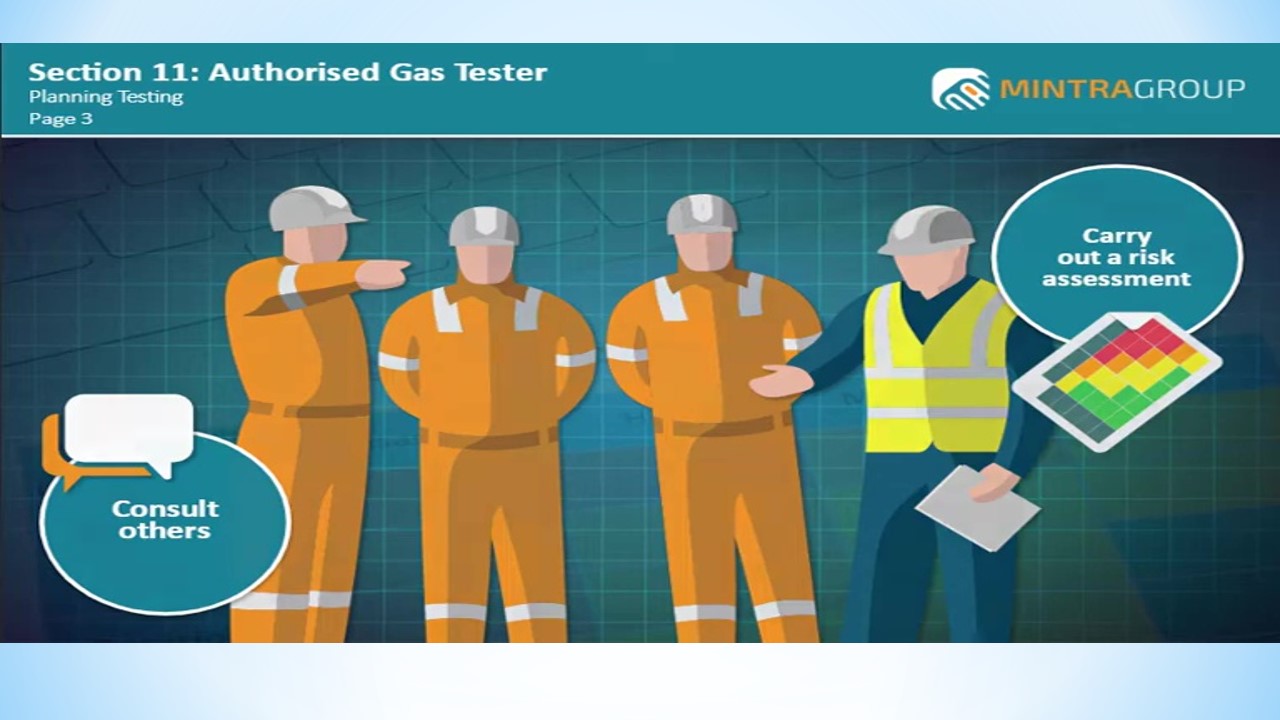 Section 11: Authorised Gas Tester
Planning Testing
Page 3
MINTRAGROUP
Carry
out a risk
assessment
Consult
others